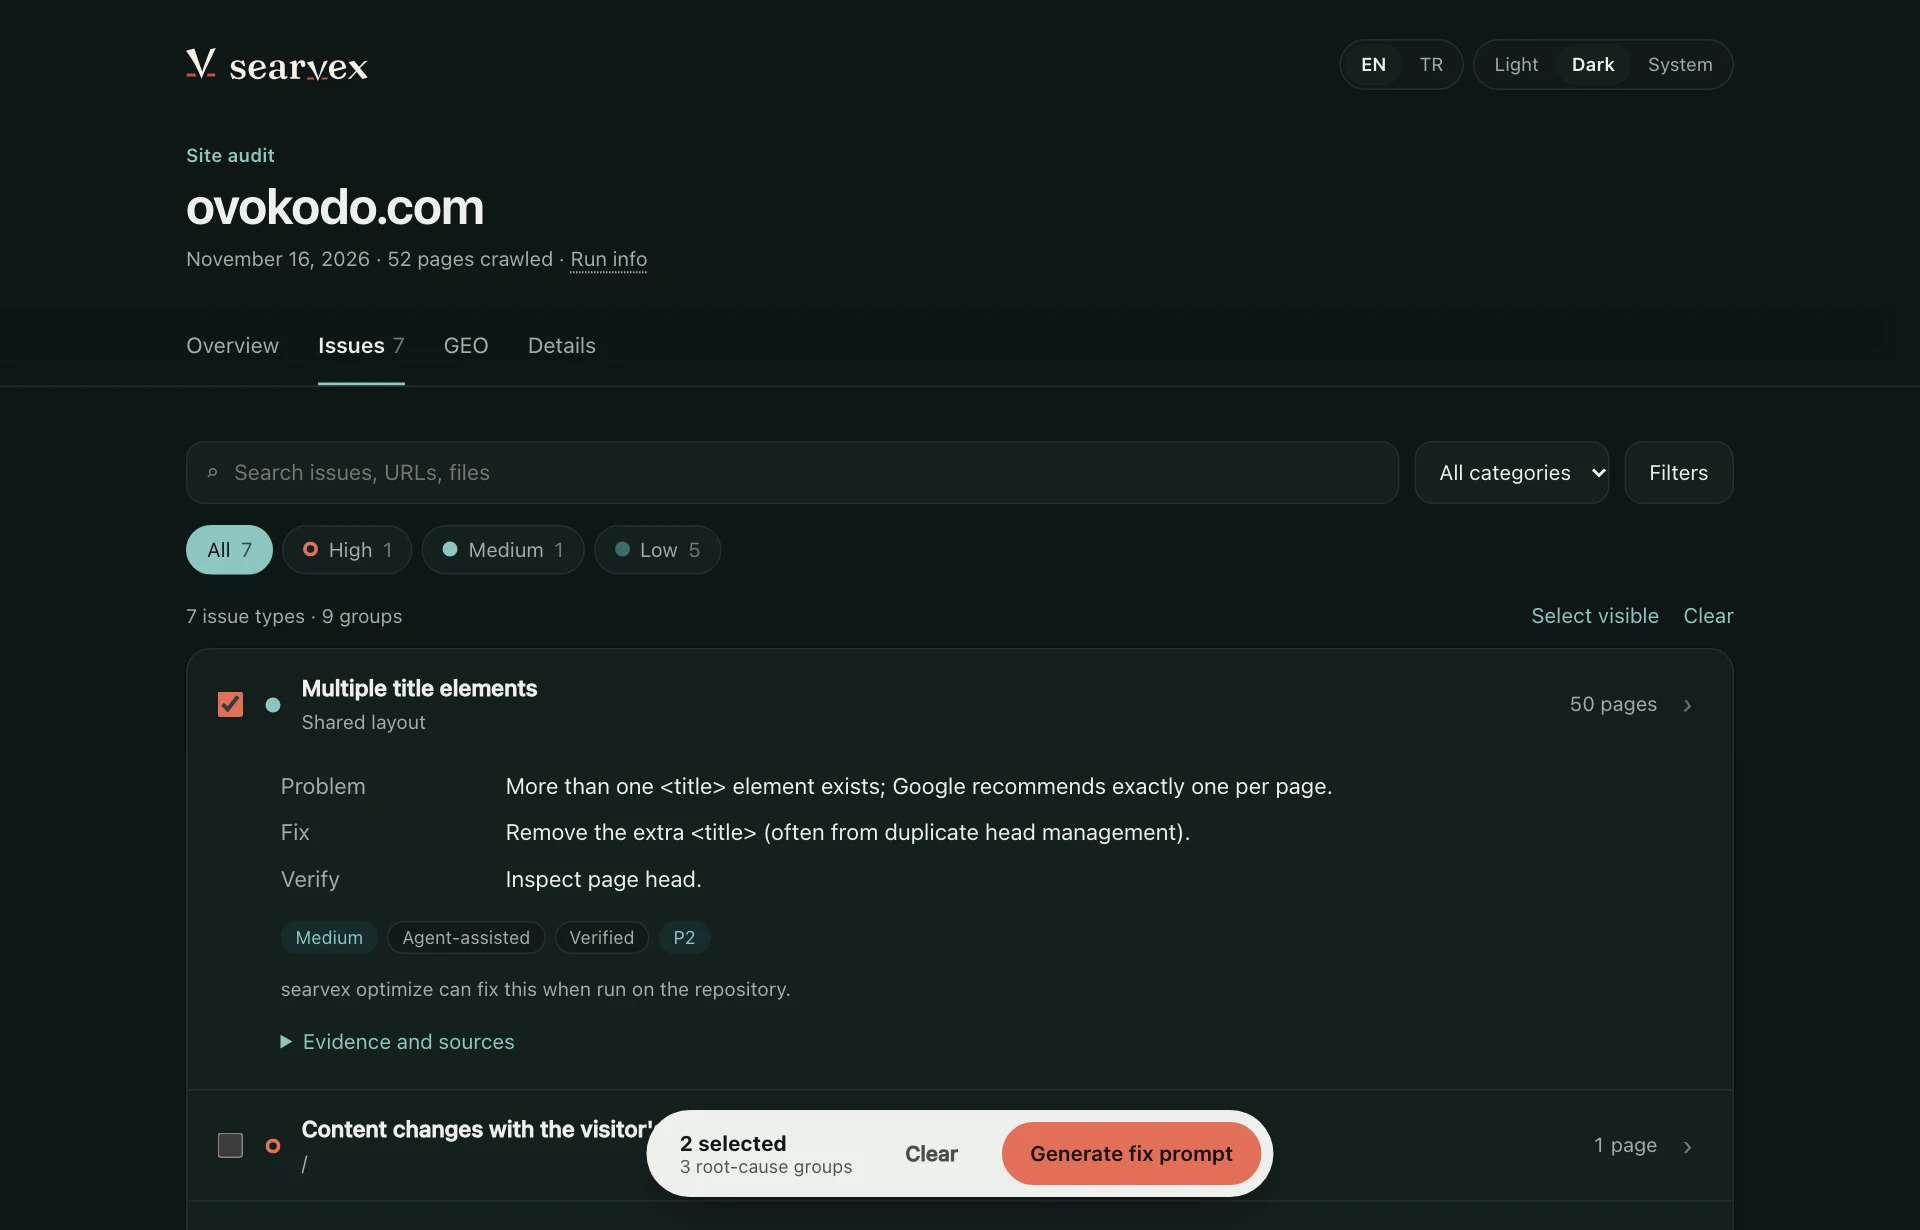 searvex
EN TR Light Dark System
Site audit
ovokodo.com
November 16, 2026 · 52 pages crawled · Run info
Overview Issues 7 GEO Details
Search issues, URLs, files All categories Filters
All 7 High 1 Medium 1 Low 5
7 issue types · 9 groups Select visible Clear
Multiple title elements
Shared layout
50 pages
Problem More than one <title> element exists; Google recommends exactly one per page.
Fix Remove the extra <title> (often from duplicate head management).
Verify Inspect page head.
Medium Agent-assisted Verified P2
searvex optimize can fix this when run on the repository.
Evidence and sources
Content changes with the visitor's
/
1 page
2 selected
3 root-cause groups
Clear
Generate fix prompt